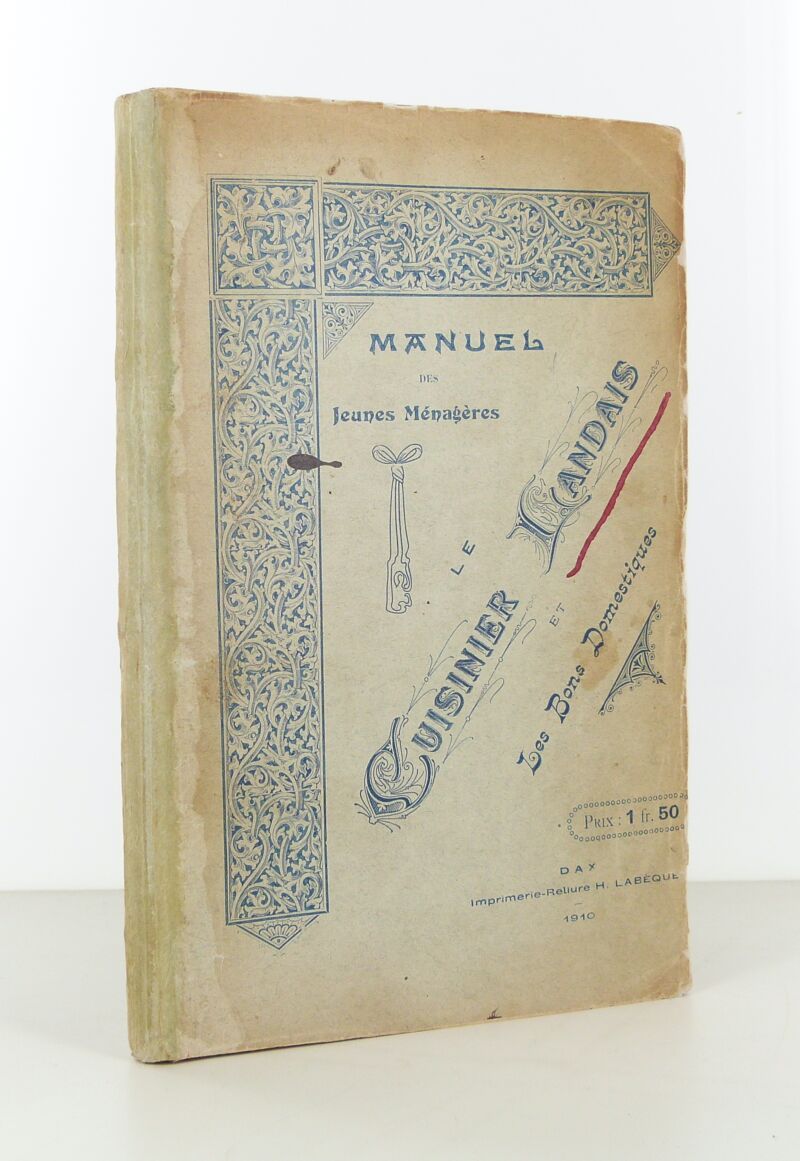 MANUEL
DES
Jeunes Ménagères
LE
CUISINIER LANDAIS
ET
Les Bons Domestiques
PRIX : 1 fr. 50
DAX
Imprimerie-Reliure H. LABÈQUE
1910